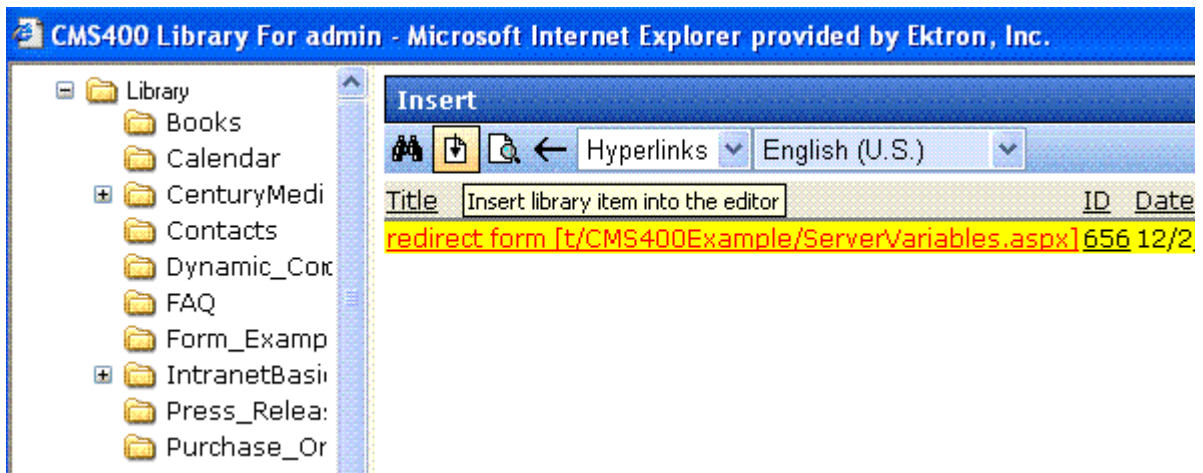 CMS400 Library For admin - Microsoft Internet Explorer provided by Ektron, Inc.
Library
Books
Calendar
CenturyMedi
Contacts
Dynamic_Com
FAQ
Form_Examp
IntranetBasi
Press_Relea
Purchase_Or
Insert
Hyperlinks English (U.S.)
Title Insert library item into the editor ID Date
redirect form [t/CMS400Example/ServerVariables.aspx] 656 12/2